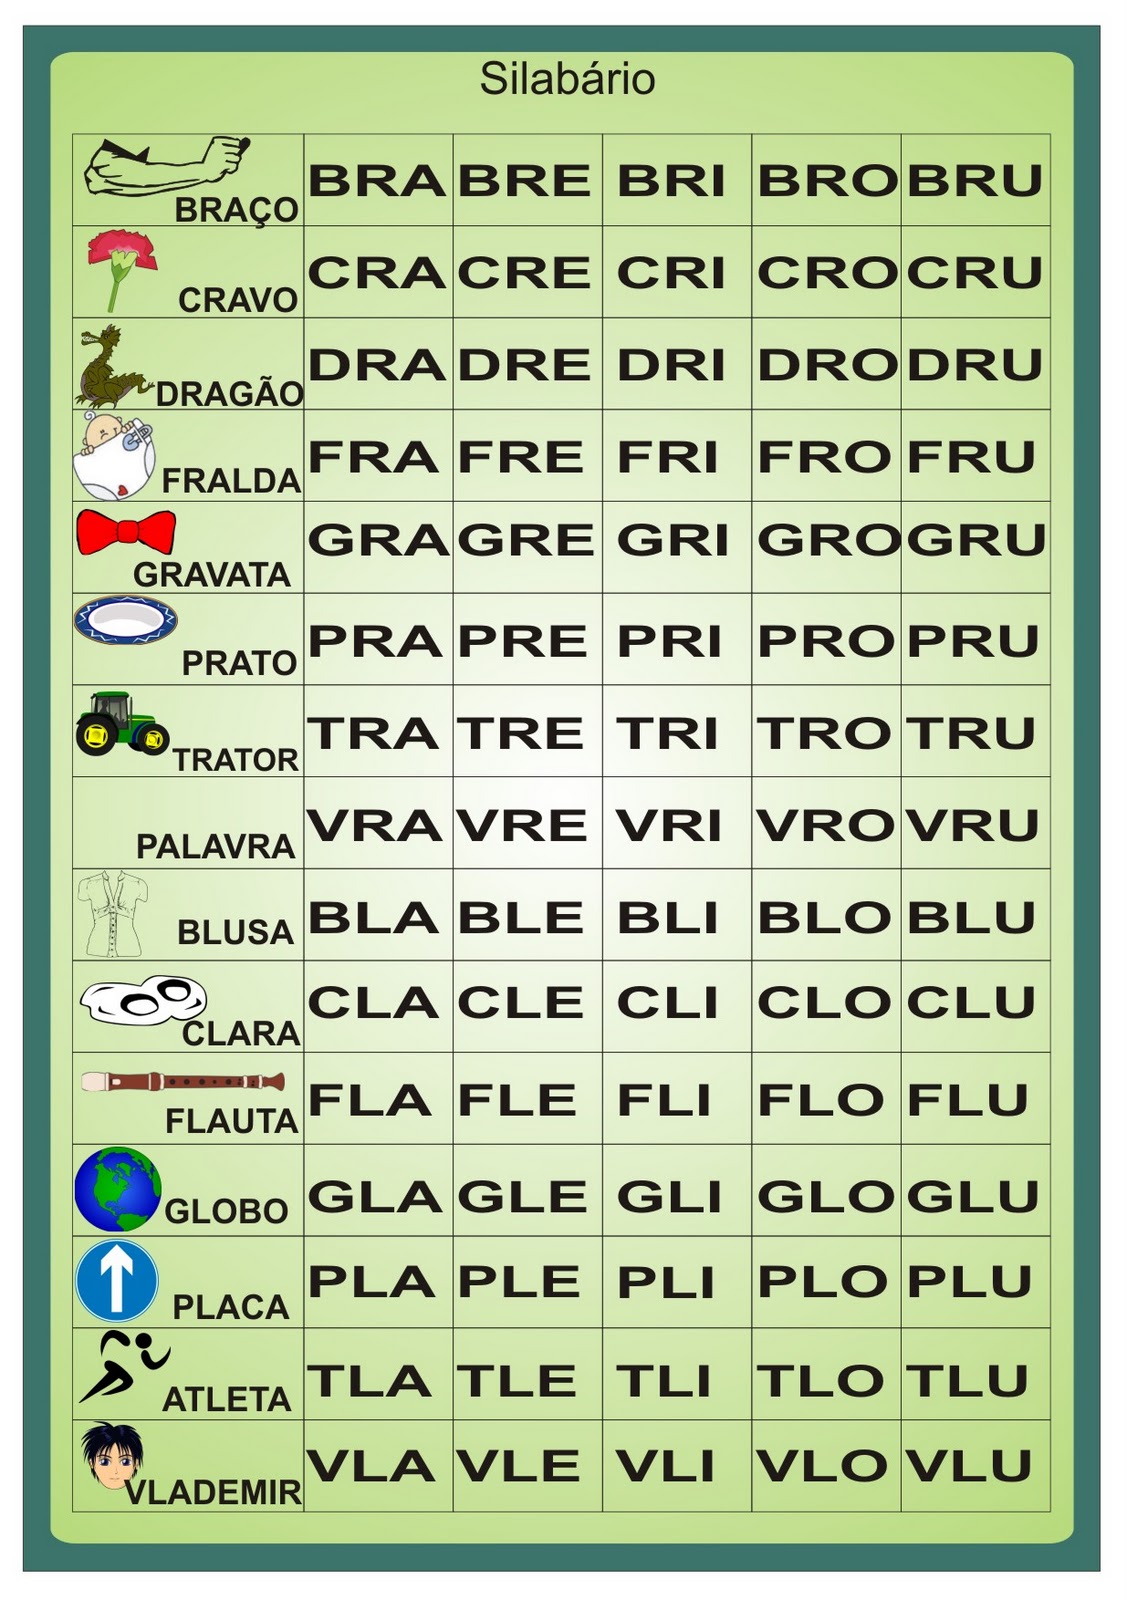 Silabário
BRAÇO BRA BRE BRI BRO BRU
CRAVO CRA CRE CRI CRO CRU
DRAGÃO DRA DRE DRI DRO DRU
FRALDA FRA FRE FRI FRO FRU
GRAVATA GRA GRE GRI GRO GRU
PRATO PRA PRE PRI PRO PRU
TRATOR TRA TRE TRI TRO TRU
PALAVRA VRA VRE VRI VRO VRU
BLUSA BLA BLE BLI BLO BLU
CLARA CLA CLE CLI CLO CLU
FLAUTA FLA FLE FLI FLO FLU
GLOBO GLA GLE GLI GLO GLU
PLACA PLA PLE PLI PLO PLU
ATLETA TLA TLE TLI TLO TLU
VLADEMIR VLA VLE VLI VLO VLU